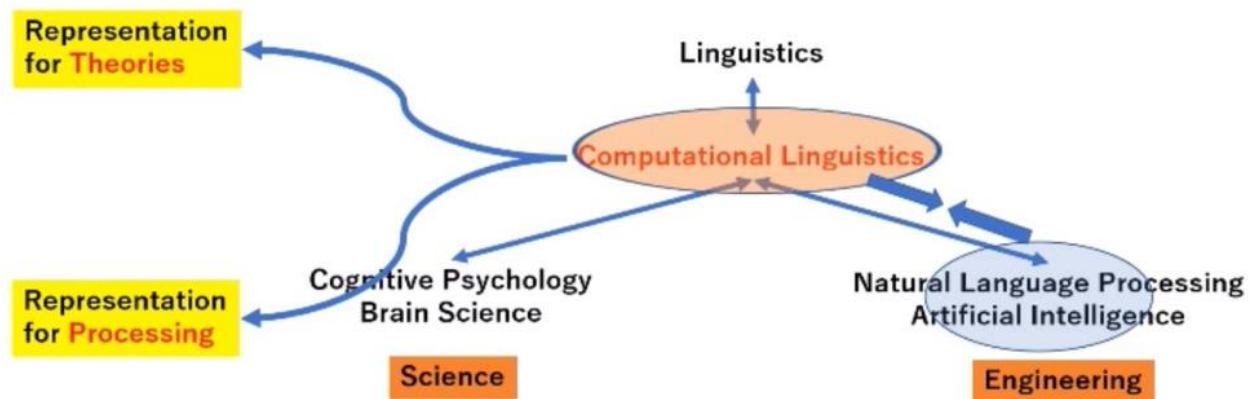 Representation
for Theories
Linguistics
Computational Linguistics
Representation
for Processing
Cognitive Psychology
Brain Science
Natural Language Processing
Artificial Intelligence
Science
Engineering